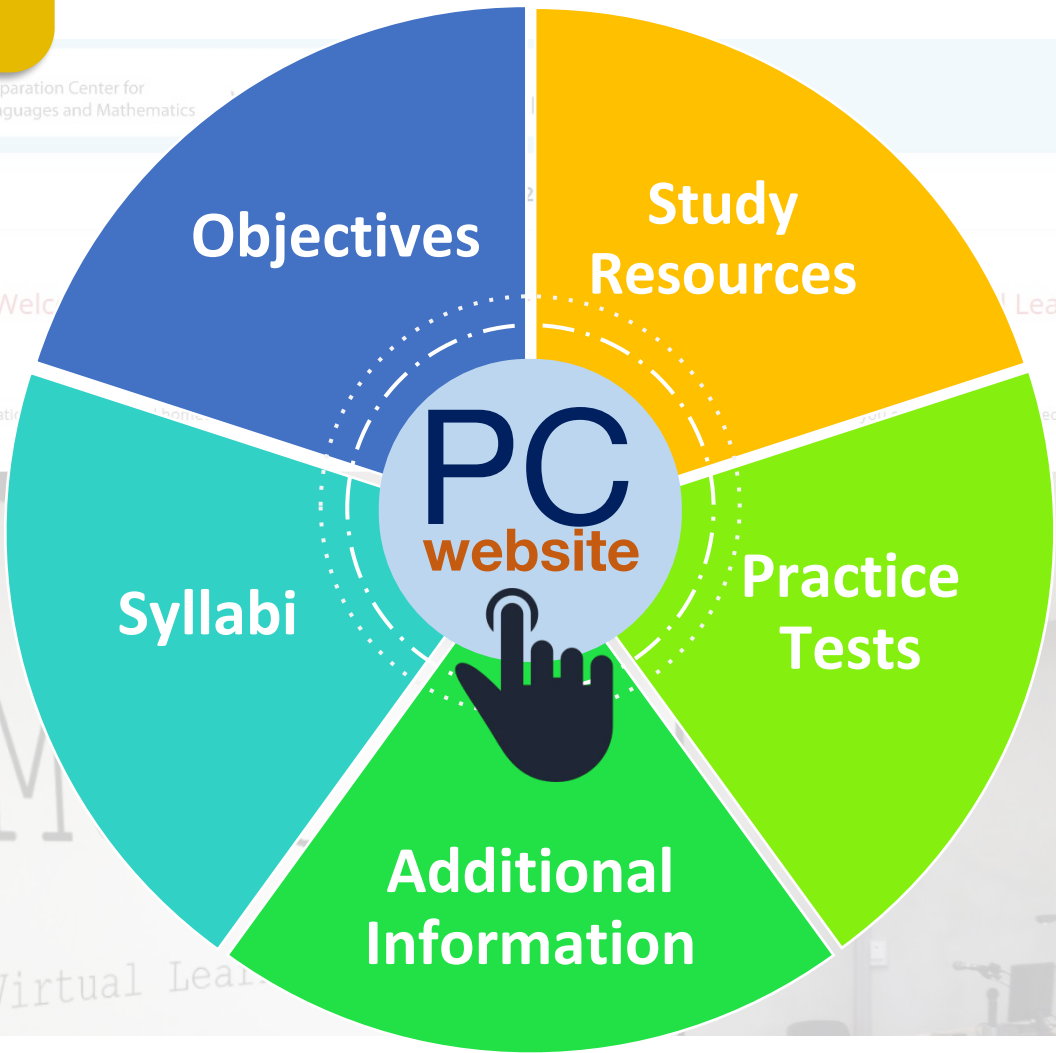 paration Center for
guages and Mathematics
Objectives
Study
Resources
Welc
Lea
PC
website
Syllabi
Practice
Tests
Additional
Information
Virtual Lear